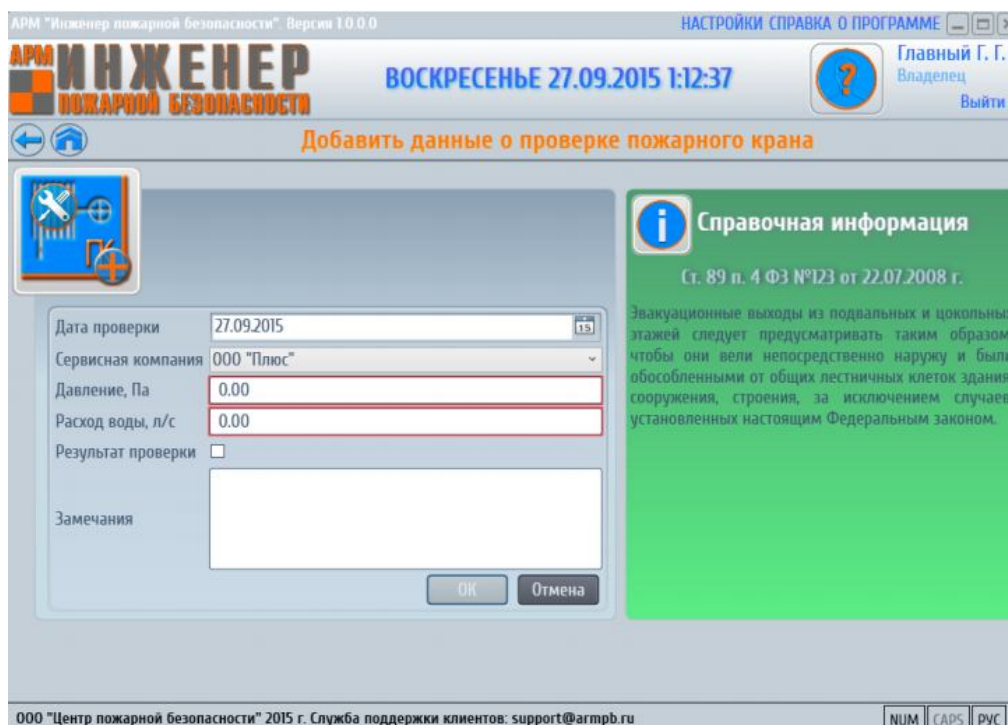 АРМ "Инженер пожарной безопасности". Версия 1.0.0.0
НАСТРОЙКИ СПРАВКА О ПРОГРАММЕ
АРМ ИНЖЕНЕР
ПОЖАРНОЙ БЕЗОПАСНОСТИ
ВОСКРЕСЕНЬЕ 27.09.2015 1:12:37
?
Главный Г. Г.
Владелец
Выйти
Добавить данные о проверке пожарного крана
ПК
Дата проверки
27.09.2015
15
Сервисная компания
ООО "Плюс"
Давление, Па
0.00
Расход воды, л/с
0.00
Результат проверки
Замечания
ОК
Отмена
i
Справочная информация
Ст. 89 п. 4 ФЗ №123 от 22.07.2008 г.
Эвакуационные выходы из подвальных и цокольных
этажей следует предусматривать таким образом,
чтобы они вели непосредственно наружу и были
обособленными от общих лестничных клеток здания,
сооружения, строения, за исключением случаев,
установленных настоящим Федеральным законом.
ООО "Центр пожарной безопасности" 2015 г. Служба поддержки клиентов: support@armpb.ru
NUM
CAPS
РУС